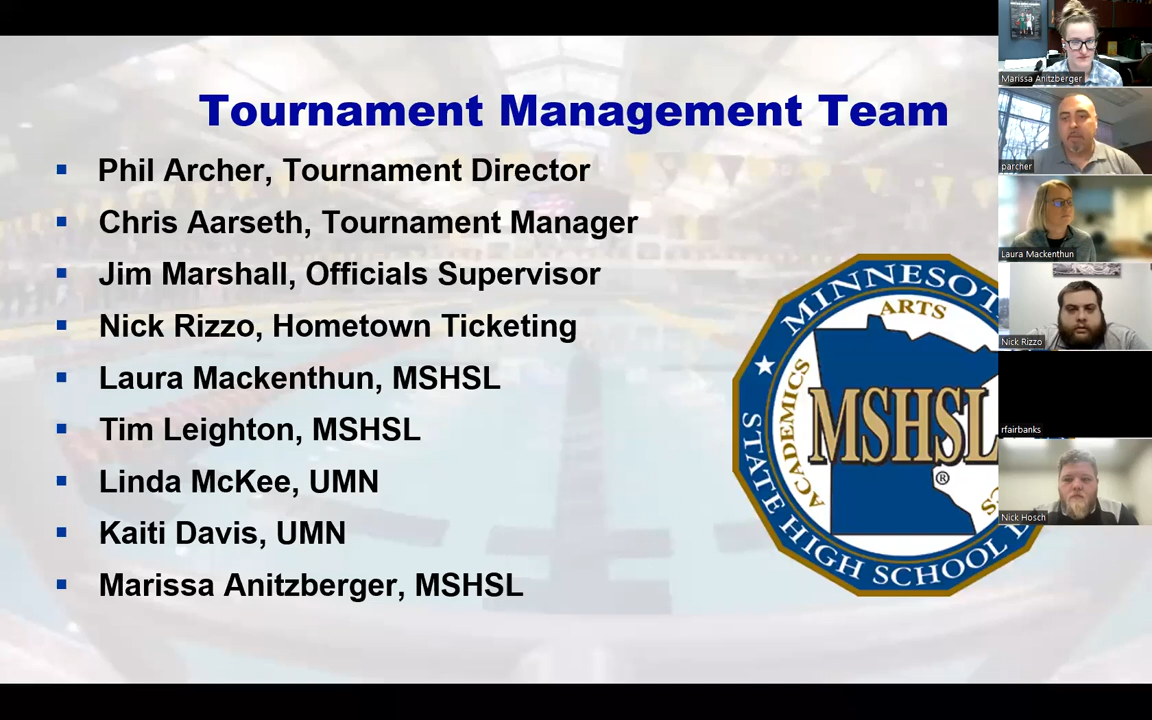 Tournament Management Team
▪ Phil Archer, Tournament Director
▪ Chris Aarseth, Tournament Manager
▪ Jim Marshall, Officials Supervisor
▪ Nick Rizzo, Hometown Ticketing
▪ Laura Mackenthun, MSHSL
▪ Tim Leighton, MSHSL
▪ Linda McKee, UMN
▪ Kaiti Davis, UMN
▪ Marissa Anitzberger, MSHSL
MINNESOT
STATE HIGH SCHOOL L
ARTS
ACADEMICS
MSHSL
®
Marissa Anitzberger
parcher
Laura Mackenthun
Nick Rizzo
rfairbanks
Nick Hosch